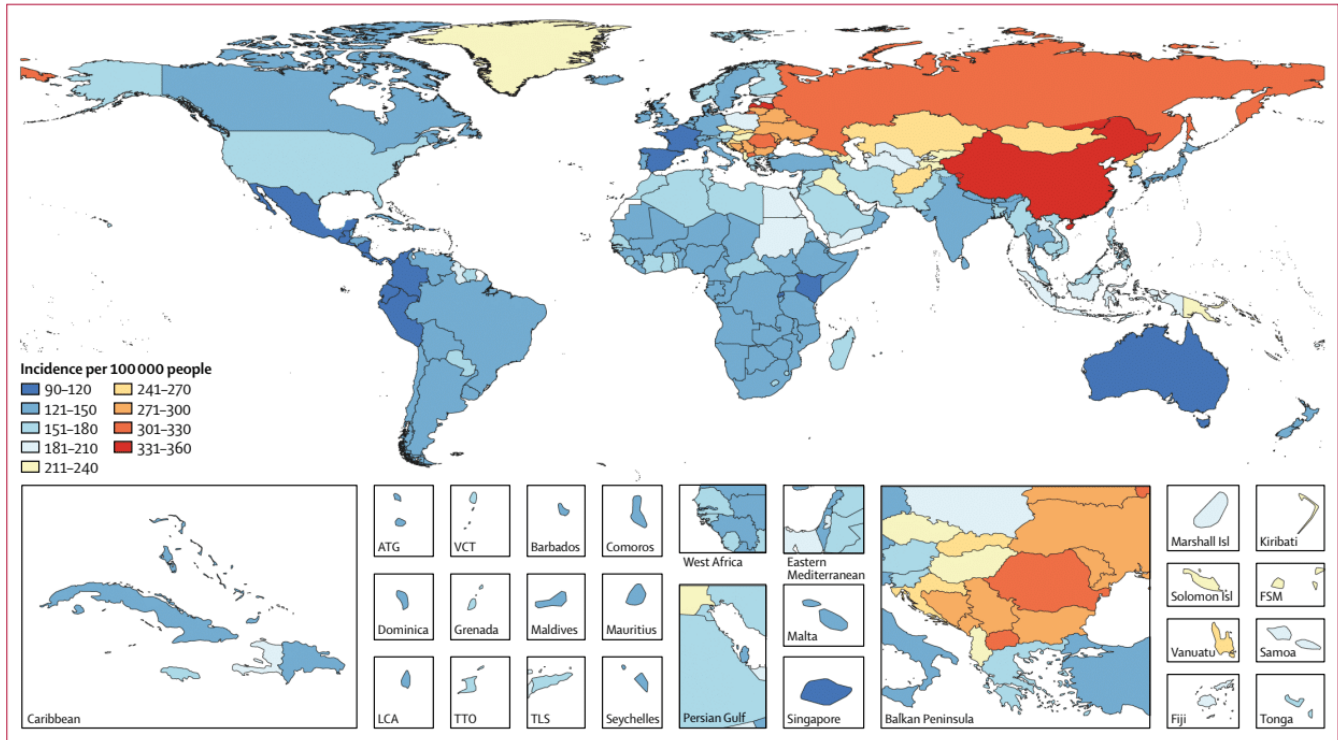 Incidence per 100 000 people
90–120
121–150
151–180
181–210
211–240
241–270
271–300
301–330
331–360
Caribbean
ATG
VCT
Barbados
Comoros
Dominica
Grenada
Maldives
Mauritius
LCA
TTO
TLS
Seychelles
West Africa
Eastern
Mediterranean
Persian Gulf
Malta
Singapore
Balkan Peninsula
Marshall Isl
Kiribati
Solomon Isl
FSM
Vanuatu
Samoa
Fiji
Tonga